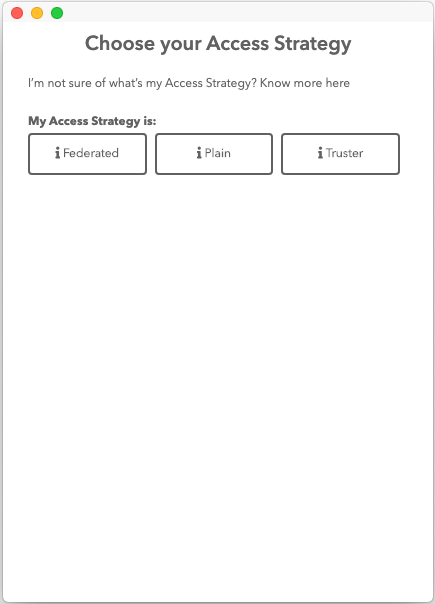 Choose your Access Strategy
I'm not sure of what's my Access Strategy? Know more here
My Access Strategy is:
Federated
Plain
Truster